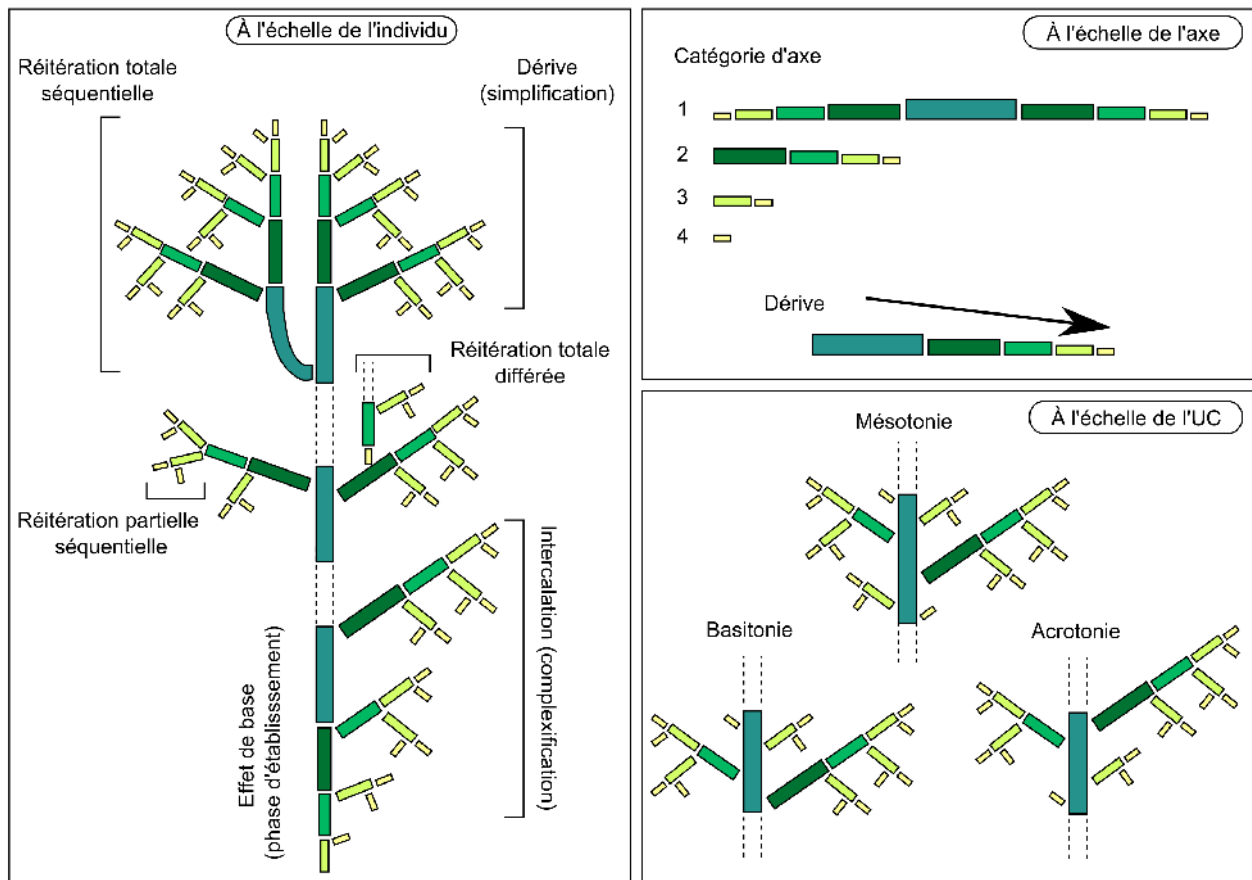 À l'échelle de l'individu
Réitération totale
séquentielle
Dérive
(simplification)
Réitération totale
différée
Réitération partielle
séquentielle
Intercalation (complexification)
Effet de base
(phase d'établisssement)
À l'échelle de l'axe
Catégorie d'axe
1
2
3
4
Dérive
À l'échelle de l'UC
Mésotonie
Basitonie
Acrotonie